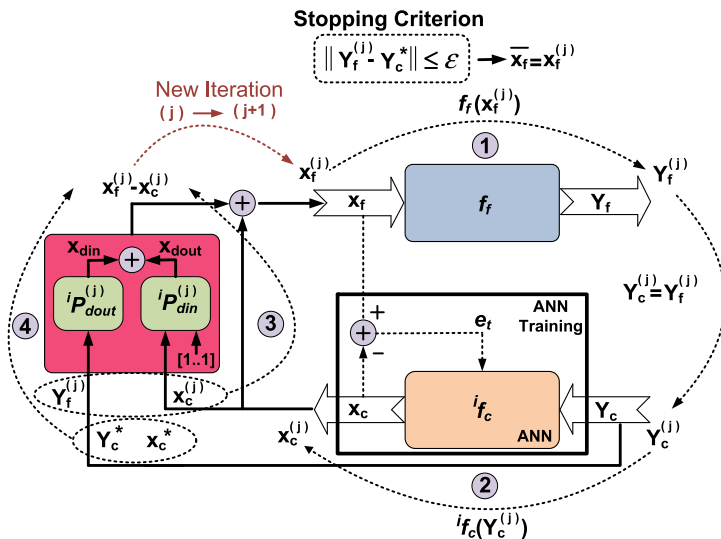 Stopping Criterion
‖ Y_f^(j) - Y_c^* ‖ ≤ ε → x̄_f = x_f^(j)
New Iteration
(j) → (j+1)
f_f(x_f^(j))
x_f^(j)
1
Y_f^(j)
x_f^(j) - x_c^(j)
+
x_f
f_f
Y_f
x_din
+
x_dout
ⁱP_dout^(j)
ⁱP_din^(j)
Y_c^(j) = Y_f^(j)
4
3
+
ANN
Training
+
e_t
−
[1..1]
Y_f^(j)
x_c^(j)
x_c
ⁱf_c
Y_c
ANN
Y_c^*
x_c^*
x_c^(j)
Y_c^(j)
2
ⁱf_c(Y_c^(j))